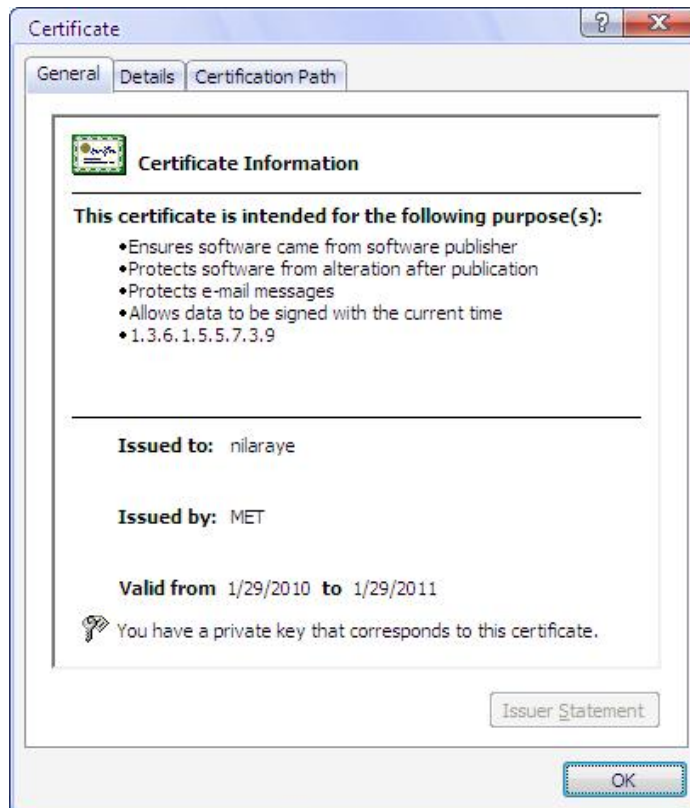 Certificate
General Details Certification Path
Certificate Information
This certificate is intended for the following purpose(s):
•Ensures software came from software publisher
•Protects software from alteration after publication
•Protects e-mail messages
•Allows data to be signed with the current time
•1.3.6.1.5.5.7.3.9
Issued to: nilaraye
Issued by: MET
Valid from 1/29/2010 to 1/29/2011
You have a private key that corresponds to this certificate.
Issuer Statement
OK